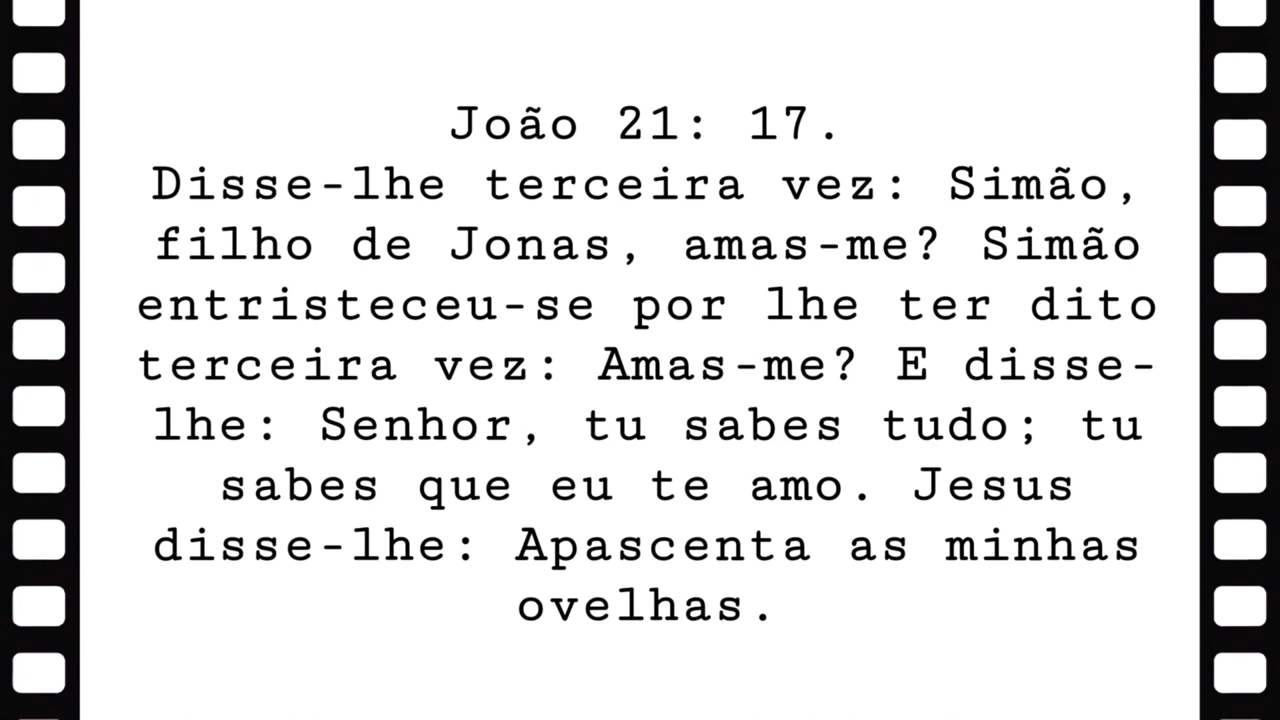 João 21: 17.
Disse-lhe terceira vez: Simão,
filho de Jonas, amas-me? Simão
entristeceu-se por lhe ter dito
terceira vez: Amas-me? E disse-
lhe: Senhor, tu sabes tudo; tu
sabes que eu te amo. Jesus
disse-lhe: Apascenta as minhas
ovelhas.